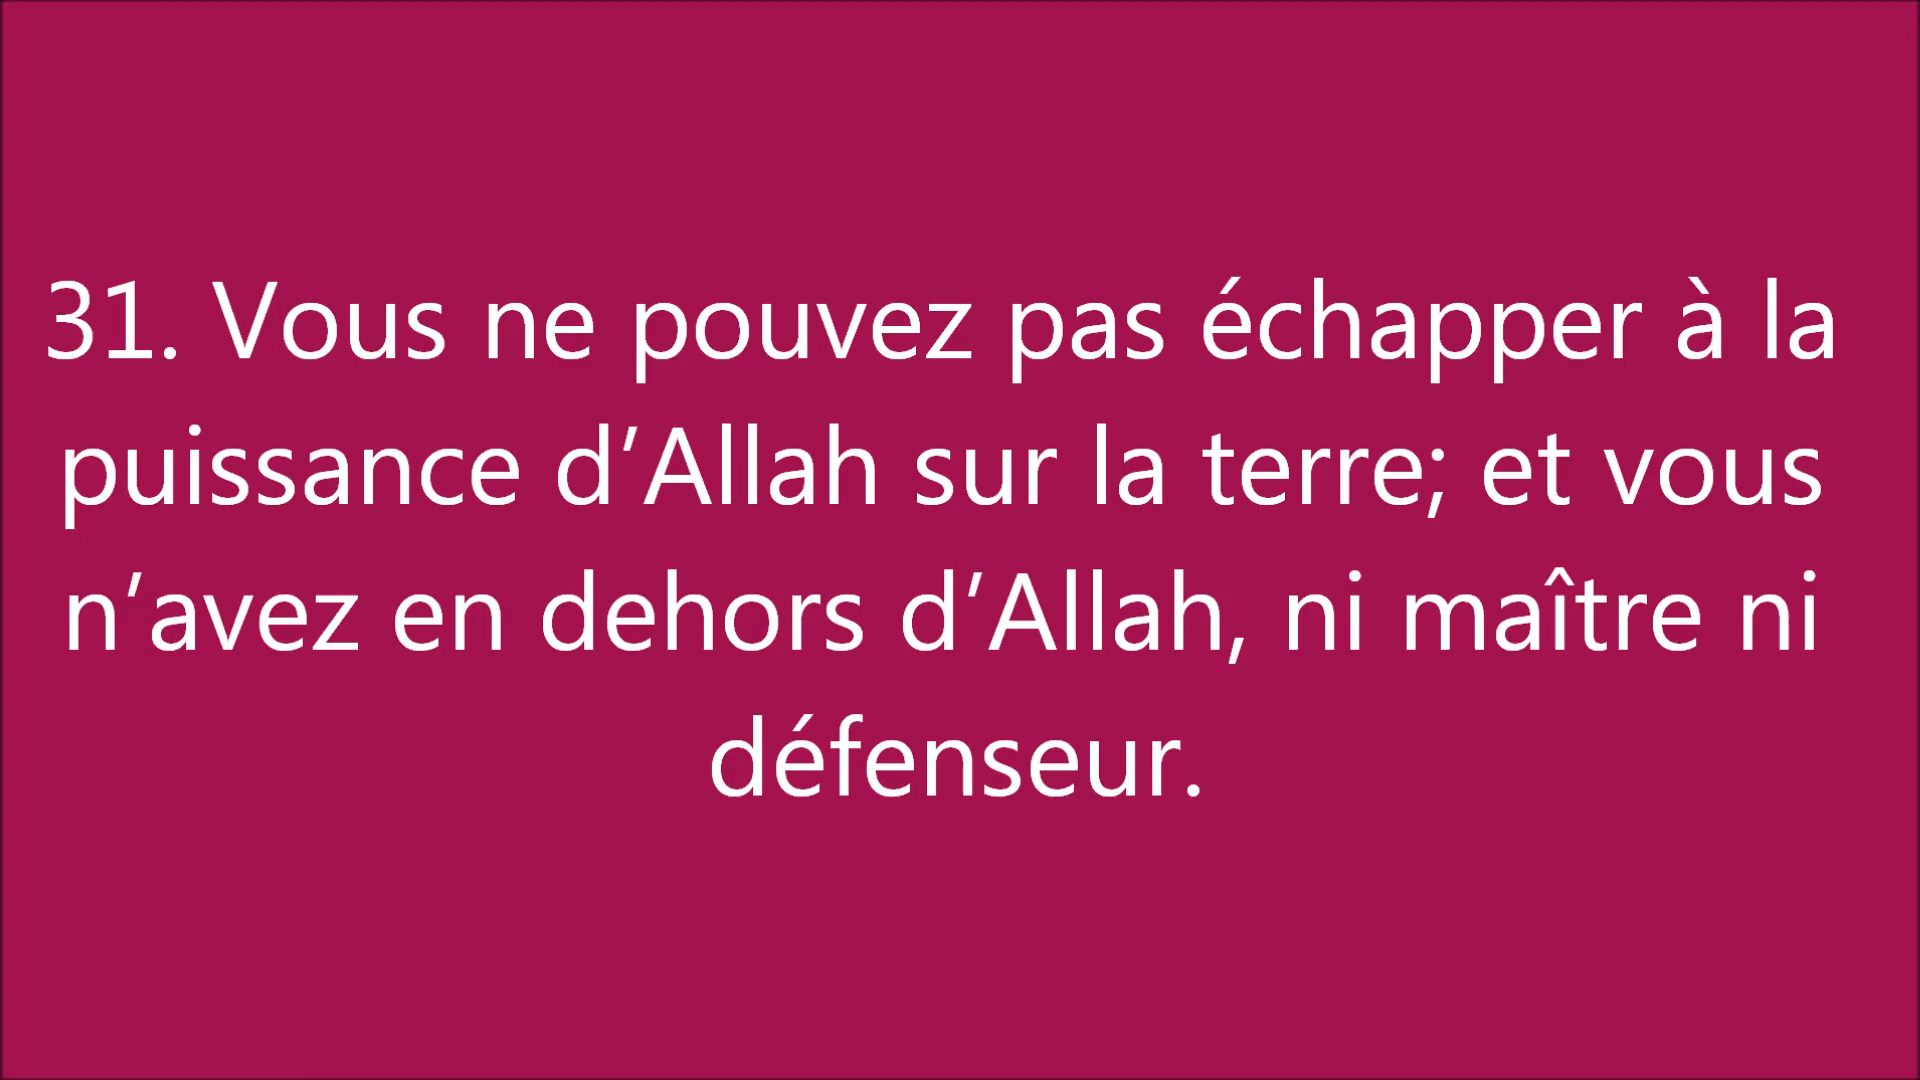 31. Vous ne pouvez pas échapper à la
puissance d’Allah sur la terre; et vous
n’avez en dehors d’Allah, ni maître ni
défenseur.